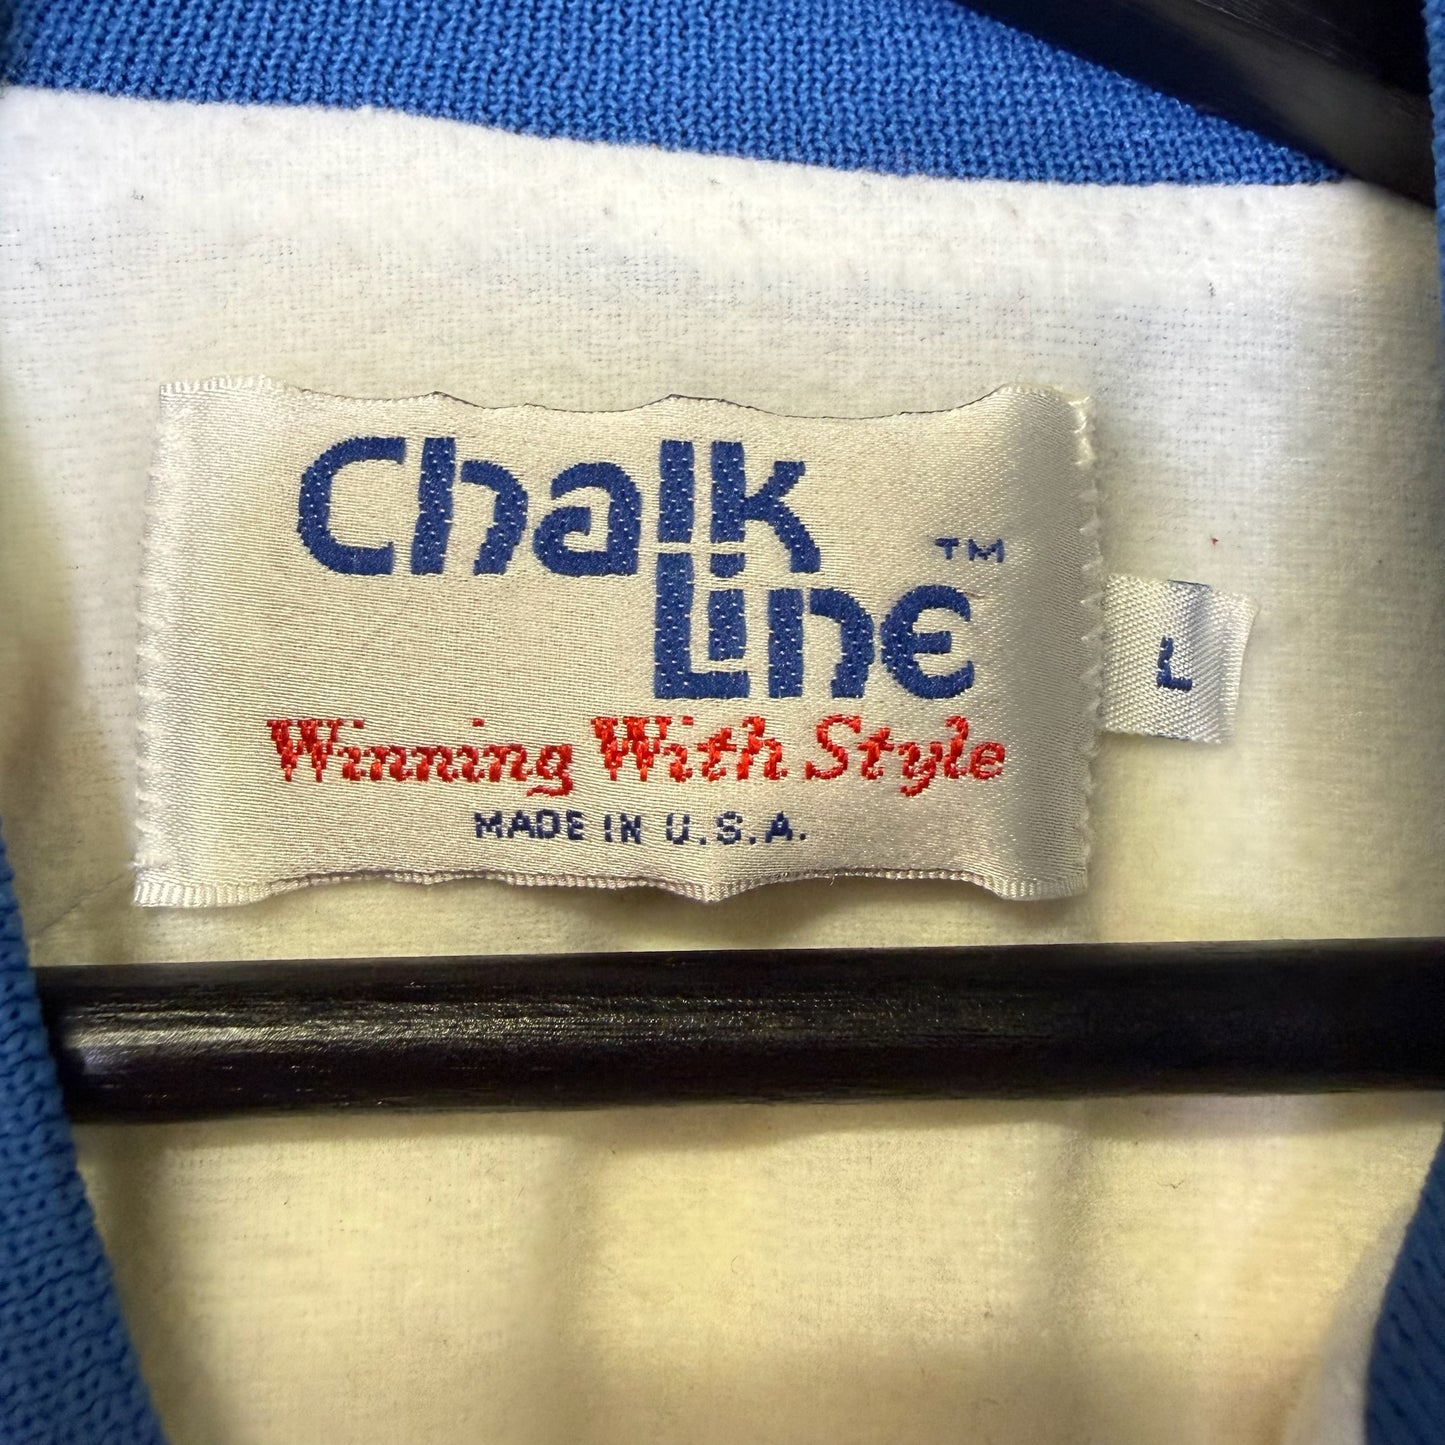 Chalk
Line™
Winning With Style
MADE IN U.S.A.
L